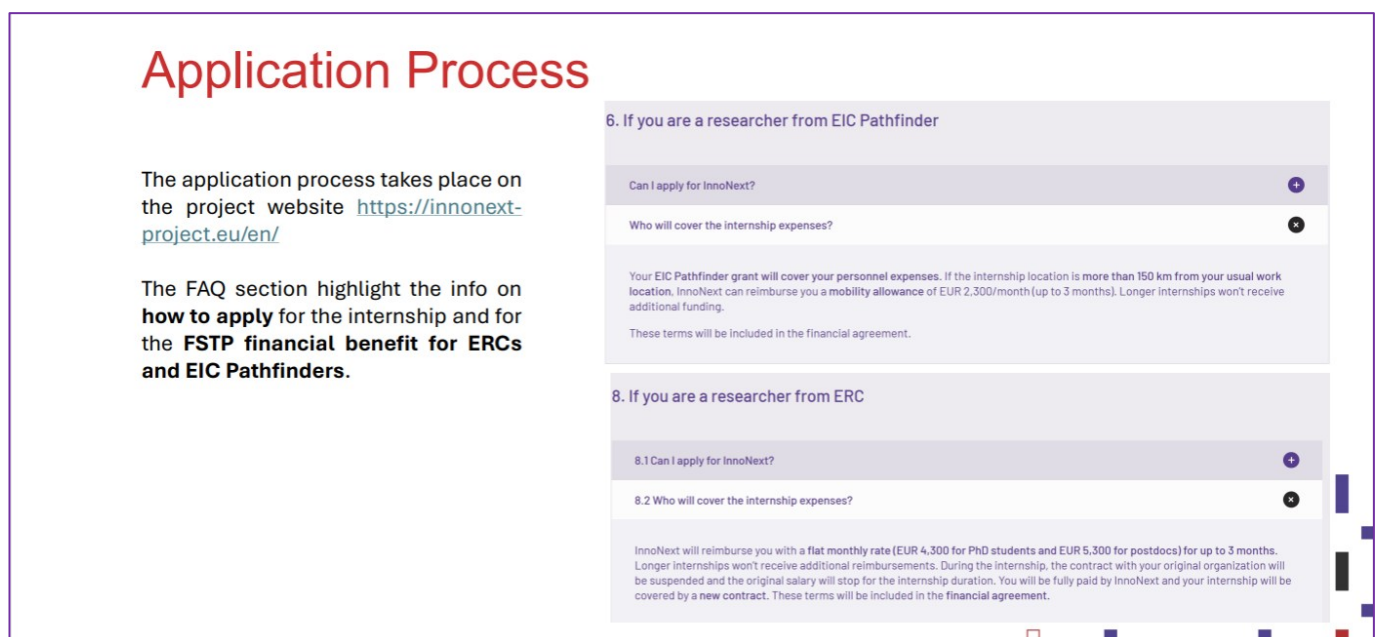 Application Process
The application process takes place on
the project website https://innonext-
project.eu/en/
The FAQ section highlight the info on
how to apply for the internship and for
the FSTP financial benefit for ERCs
and EIC Pathfinders.
6. If you are a researcher from EIC Pathfinder
Can I apply for InnoNext?
Who will cover the internship expenses?
Your EIC Pathfinder grant will cover your personnel expenses. If the internship location is more than 150 km from your usual work
location, InnoNext can reimburse you a mobility allowance of EUR 2,300/month (up to 3 months). Longer internships won't receive
additional funding.
These terms will be included in the financial agreement.
8. If you are a researcher from ERC
8.1 Can I apply for InnoNext?
8.2 Who will cover the internship expenses?
InnoNext will reimburse you with a flat monthly rate (EUR 4,300 for PhD students and EUR 5,300 for postdocs) for up to 3 months.
Longer internships won't receive additional reimbursements. During the internship, the contract with your original organization will
be suspended and the original salary will stop for the internship duration. You will be fully paid by InnoNext and your internship will be
covered by a new contract. These terms will be included in the financial agreement.